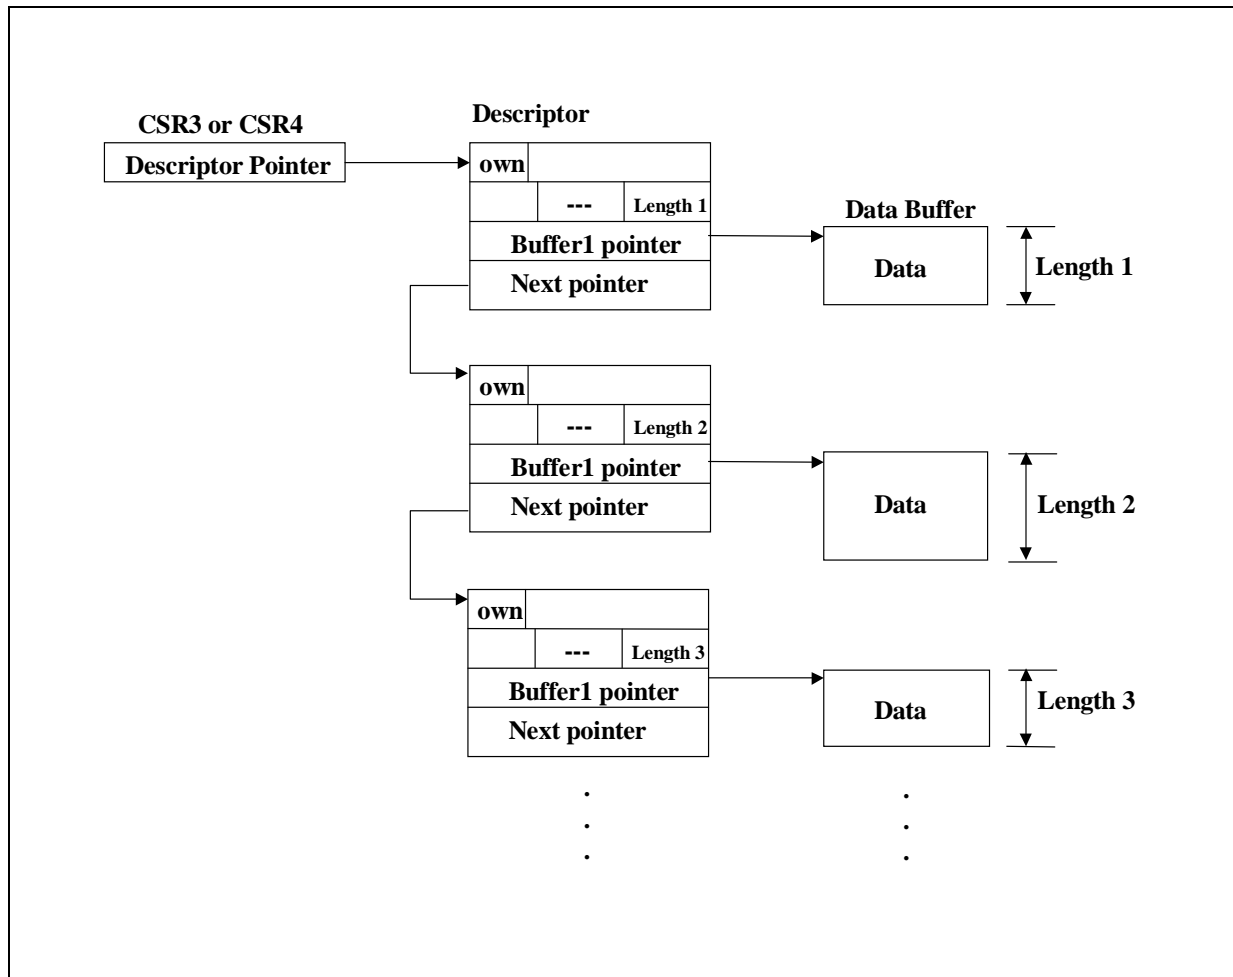 Descriptor
CSR3 or CSR4
Descriptor Pointer
own
--- Length 1
Buffer1 pointer
Next pointer
Data Buffer
Data
Length 1
own
--- Length 2
Buffer1 pointer
Next pointer
Data
Length 2
own
--- Length 3
Buffer1 pointer
Next pointer
Data
Length 3
. .
. .
. .